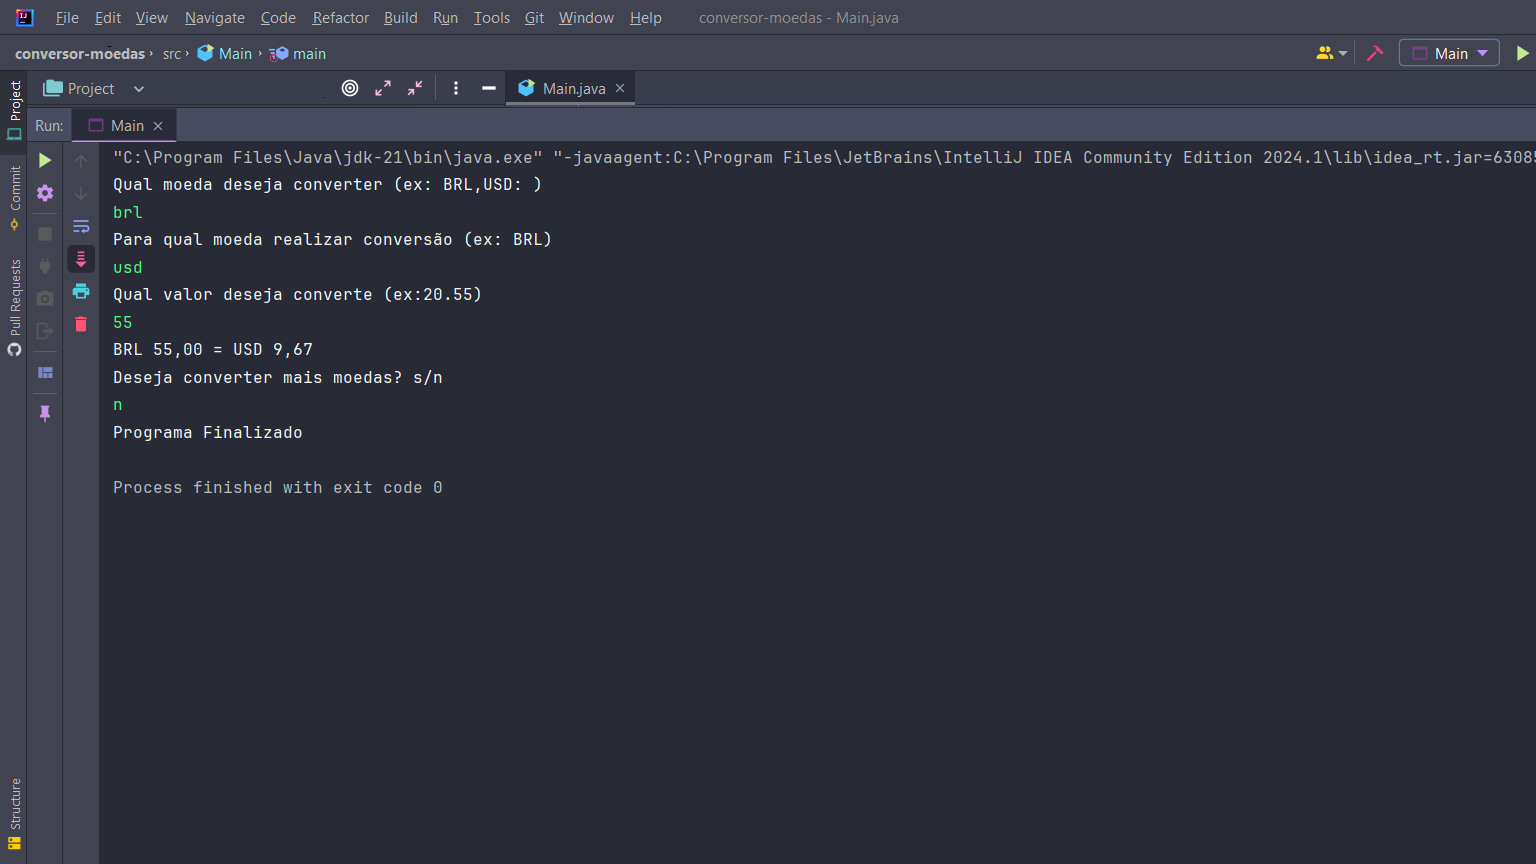 File Edit View Navigate Code Refactor Build Run Tools Git Window Help conversor-moedas - Main.java
conversor-moedas › src › Main › main
Main
Project
Main.java
Run: Main
"C:\Program Files\Java\jdk-21\bin\java.exe" "-javaagent:C:\Program Files\JetBrains\IntelliJ IDEA Community Edition 2024.1\lib\idea_rt.jar=63085
Qual moeda deseja converter (ex: BRL,USD: )
brl
Para qual moeda realizar conversão (ex: BRL)
usd
Qual valor deseja converte (ex:20.55)
55
BRL 55,00 = USD 9,67
Deseja converter mais moedas? s/n
n
Programa Finalizado
Process finished with exit code 0
Project
Commit
Pull Requests
Structure